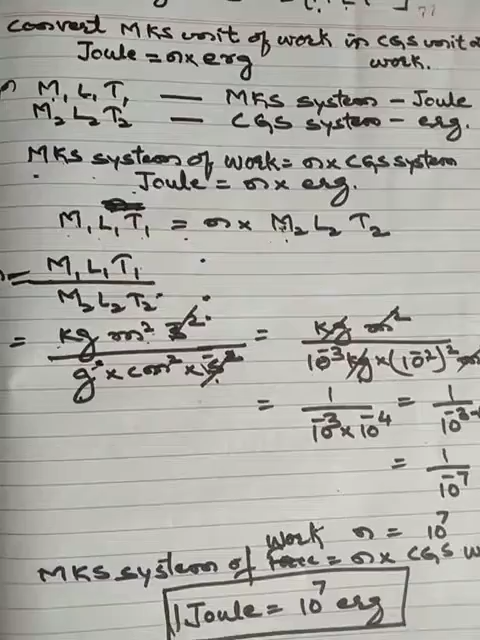 convert MKS unit of work in CGS unit of
Joule = n x erg work.
M₁ L₁ T₁ — MKS system - Joule
M₂ L₂ T₂ — CGS system - erg.
MKS system of work = n x CGS system
Joule = n x erg.
M₁ L₁ T₁ = n x M₂ L₂ T₂
= M₁ L₁ T₁ / M₂ L₂ T₂
= kg m² s⁻² / g x cm² x s⁻² = kg m² / 10⁻³ kg x (10⁻²)² m
= 1 / 10⁻³ x 10⁻⁴ = 1 / 10⁻³⁻
= 1 / 10⁻⁷
work n = 10⁷
MKS system of = n x CGS w
1 Joule = 10⁷ erg